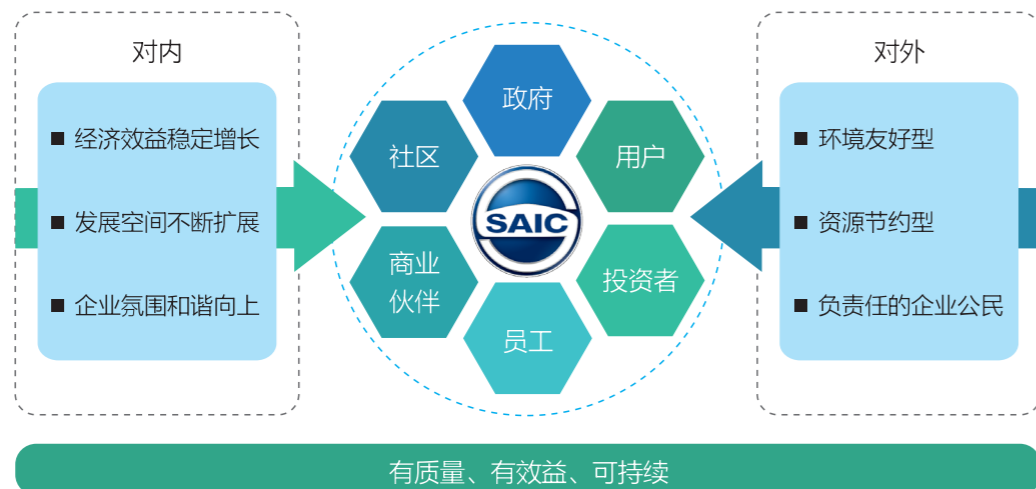 对内
■ 经济效益稳定增长
■ 发展空间不断扩展
■ 企业氛围和谐向上
政府
社区
用户
SAIC
商业
伙伴
投资者
员工
对外
■ 环境友好型
■ 资源节约型
■ 负责任的企业公民
有质量、有效益、可持续